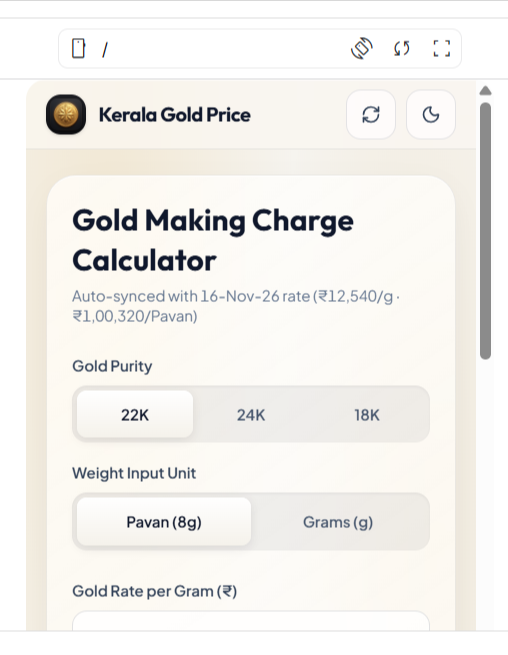 /
Kerala Gold Price
Gold Making Charge
Calculator
Auto-synced with 16-Nov-26 rate (₹12,540/g ·
₹1,00,320/Pavan)
Gold Purity
22K 24K 18K
Weight Input Unit
Pavan (8g) Grams (g)
Gold Rate per Gram (₹)